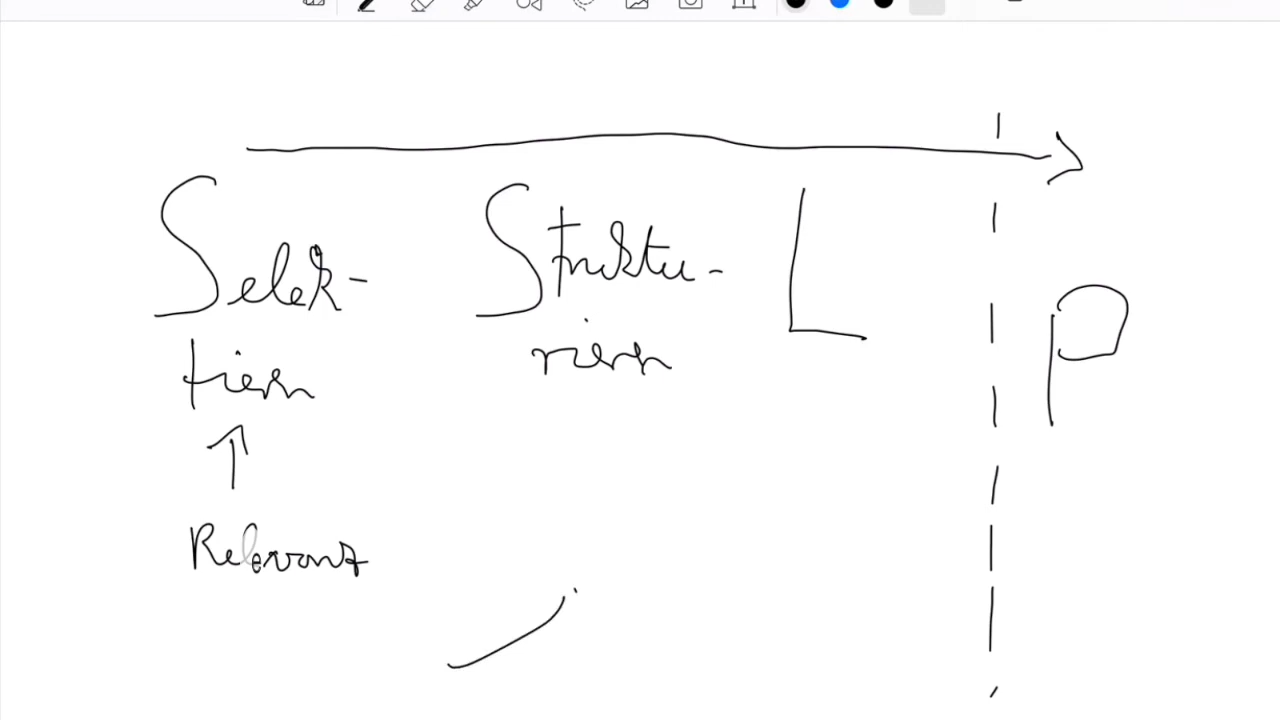 Selek-
tieren
Struktu-
rieren
L
P
Relevanz